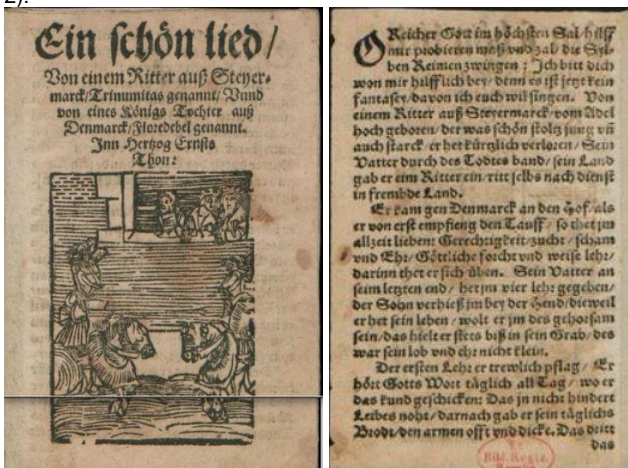 2).
Ein schön lied/
Von einem Ritter auß Steyer-
marck/Trinumitas genannt/Vnnd
von eines Königs Tochter auß
Denmarck/Floredebel genannt.
Inn Hertzog Ernsts
Thon:
O Reicher Gott im höchsten Sal/hilff
mir probieren maß vnd zal/die Syl-
ben Reimen zwingen: Ich bitt dich
won mir hilfflich bey/denn es ist jetzt kein
fantasey/davon ich euch wil singen. Von
einem Ritter auß Steyermarck/vom Adel
hoch geboren/der was schön stoltz jung vñ
auch starck/er het kürtzlich verloren/Sein
Vatter durch des Todtes band/sein Land
gab er eim Ritter ein/ritt selbs nach dienst
in frembde Land.
Er kam gen Denmarck an den Hof/als
er von erst empfieng den Tauff/so thet jm
allzeit lieben: Gerechtigkeit/zucht/scham
vnd Ehr/Göttliche forcht vnd weise lehr/
darinn thet er sich üben. Sein Vatter an
seim letzten end/het jm vier lehr gegeben/
der Sohn verhieß jm bey der Hend/dieweil
er het sein leben/wolt er jm des gehorsam
sein/das hielt er stets biß in sein Grab/des
war sein lob vnd ehr nicht klein.
Der ersten Lehr er trewlich pflag/Er
hört Gotts Wort täglich all Tag/wo er
das kund geschicken: Das jn nicht hindert
Leibes noht/darnach gab er sein täglichs
Brodt/den armen offt vnd dicke. Das dritt
das
Bibl. Regia